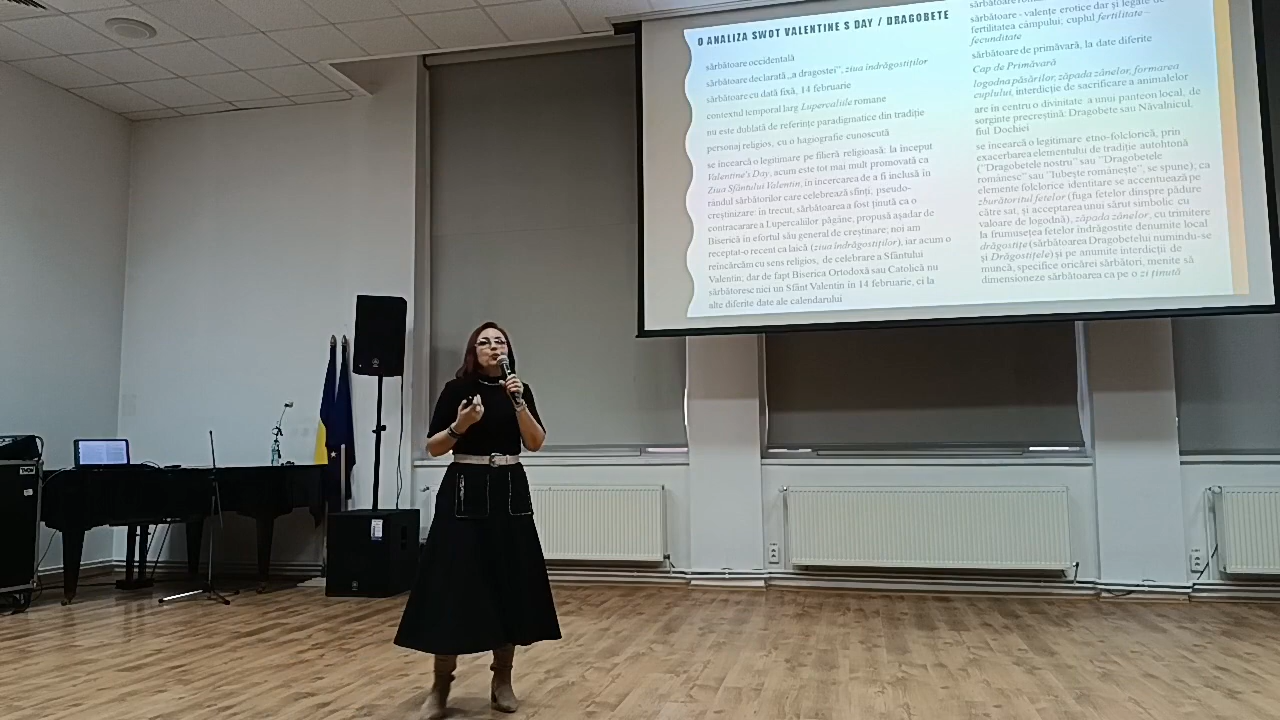 O ANALIZA SWOT VALENTINE S DAY / DRAGOBETE
sărbătoare occidentală
sărbătoare declarată „a dragostei”, ziua îndrăgostiților
sărbătoare cu dată fixă, 14 februarie
contextul temporal larg Lupercaliile romane
nu este dublată de referințe paradigmatice din tradiție
personaj religios, cu o hagiografie cunoscută
se încearcă o legitimare pe filieră religioasă: la început
Valentine's Day, acum este tot mai mult promovată ca
Ziua Sfântului Valentin, în încercarea de a fi inclusă în
rândul sărbătorilor care celebrează sfinți, pseudo-
creștinizare: în trecut, sărbătoarea a fost ținută ca o
contracarare a Lupercaliilor păgâne, propusă așadar de
Biserică în efortul său general de creștinare; noi am
receptat-o recent ca laică (ziua îndrăgostiților), iar acum o
reîncărcăm cu sens religios, de celebrare a Sfântului
Valentin, dar de fapt Biserica Ortodoxă sau Catolică nu
sărbătoresc nici un Sfânt Valentin în 14 februarie, ci la
alte diferite date ale calendarului
sărbătoare - valențe erotice dar și legate de
fertilitatea câmpului; cuplul fertilitate –
fecunditate
sărbătoare de primăvară, la date diferite
Cap de Primăvară
logodna păsărilor, zăpada zânelor, formarea
cuplului, interdicție de sacrificare a animalelor
are în centru o divinitate a unui panteon local, de
sorginte precreștină: Dragobete sau Năvalnicul,
fiul Dochiei
se încearcă o legitimare etno-folclorică, prin
exacerbarea elementului de tradiție autohtonă
("Dragobetele nostru" sau "Dragobetele
românesc" sau "Iubește românește", se spune); ca
elemente folclorice identitare se accentuează pe
zburătoritul fetelor (fuga fetelor dinspre pădure
către sat, și acceptarea unui sărut simbolic cu
valoare de logodnă), zăpada zânelor, cu trimitere
la frumusețea fetelor îndrăgostite denumite local
drăgostițe (sărbătoarea Dragobetelui numindu-se
și Drăgostițele) și pe anumite interdicții de
muncă, specifice oricărei sărbători, menite să
dimensioneze sărbătoarea ca pe o zi ținută